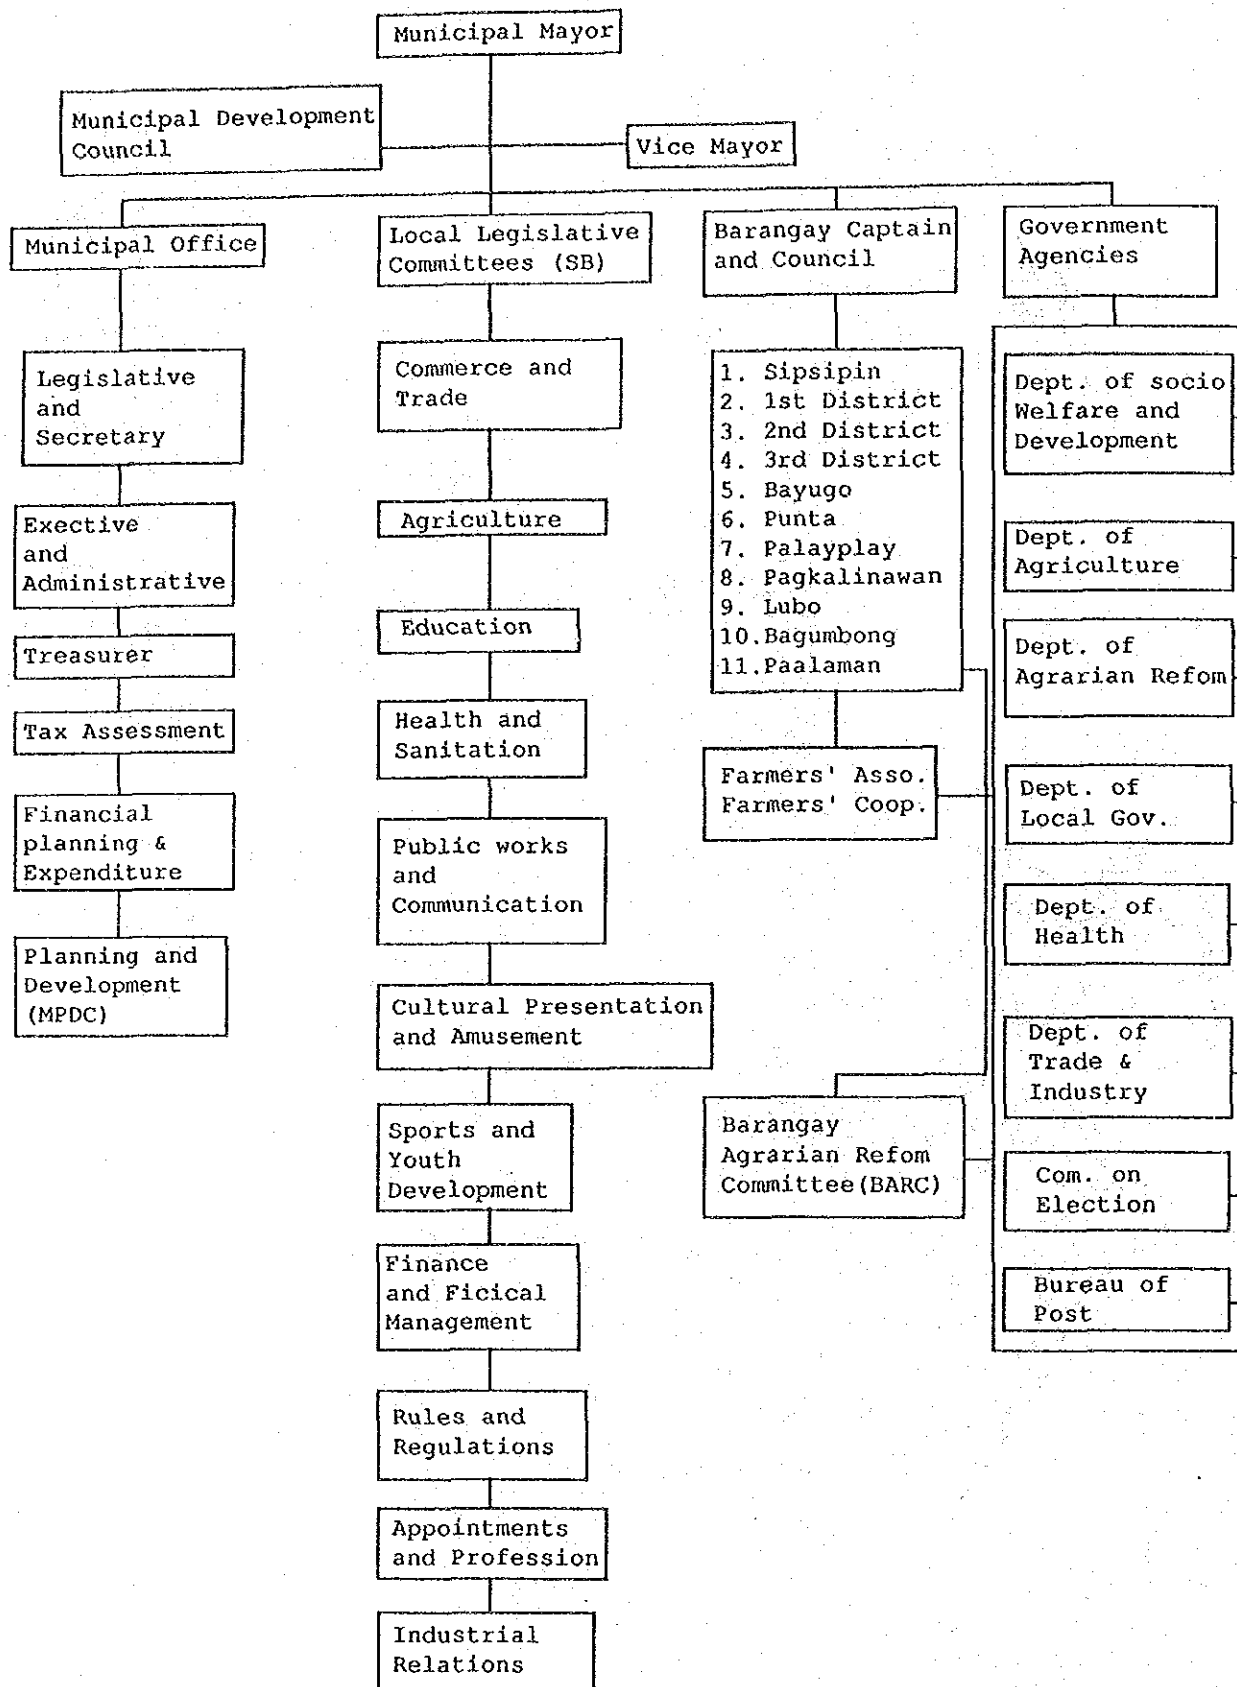 Municipal Mayor
Municipal Development
Council
Vice Mayor
Municipal Office
Legislative
and
Secretary
Exective
and
Administrative
Treasurer
Tax Assessment
Financial
planning &
Expenditure
Planning and
Development
(MPDC)
Local Legislative
Committees (SB)
Commerce and
Trade
Agriculture
Education
Health and
Sanitation
Public works
and
Communication
Cultural Presentation
and Amusement
Sports and
Youth
Development
Finance
and Ficical
Management
Rules and
Regulations
Appointments
and Profession
Industrial
Relations
Barangay Captain
and Council
1. Sipsipin
2. 1st District
3. 2nd District
4. 3rd District
5. Bayugo
6. Punta
7. Palayplay
8. Pagkalinawan
9. Lubo
10.Bagumbong
11.Paalaman
Farmers' Asso.
Farmers' Coop.
Barangay
Agrarian Refom
Committee(BARC)
Government
Agencies
Dept. of socio
Welfare and
Development
Dept. of
Agriculture
Dept. of
Agrarian Refom
Dept. of
Local Gov.
Dept. of
Health
Dept. of
Trade &
Industry
Com. on
Election
Bureau of
Post